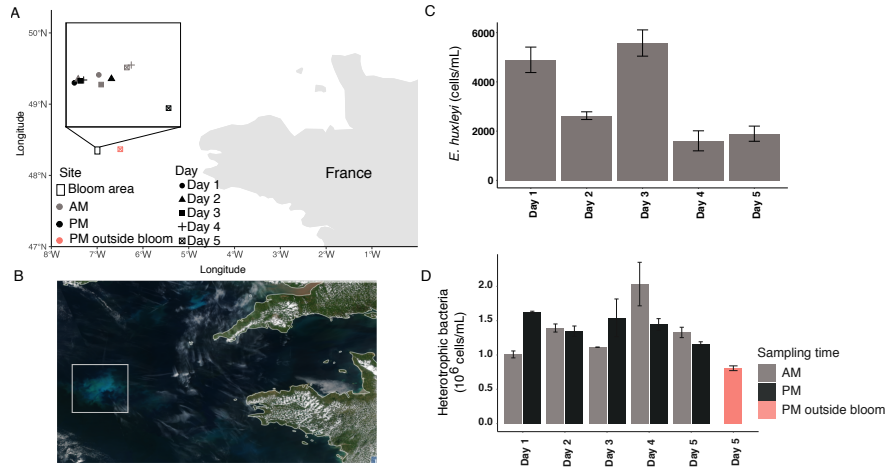 A
50°N
49°N
48°N
47°N
Longitude
8°W
7°W
6°W
5°W
4°W
3°W
2°W
1°W
Longitude
France
Site
Bloom area
AM
PM
PM outside bloom
Day
Day 1
Day 2
Day 3
Day 4
Day 5
B
C
E. huxleyi (cells/mL)
6000
4000
2000
0
Day 1
Day 2
Day 3
Day 4
Day 5
D
Heterotrophic bacteria
(10⁶ cells/mL)
2.0
1.5
1.0
0.5
0.0
Day 1
Day 2
Day 3
Day 4
Day 5
Day 5
Sampling time
AM
PM
PM outside bloom